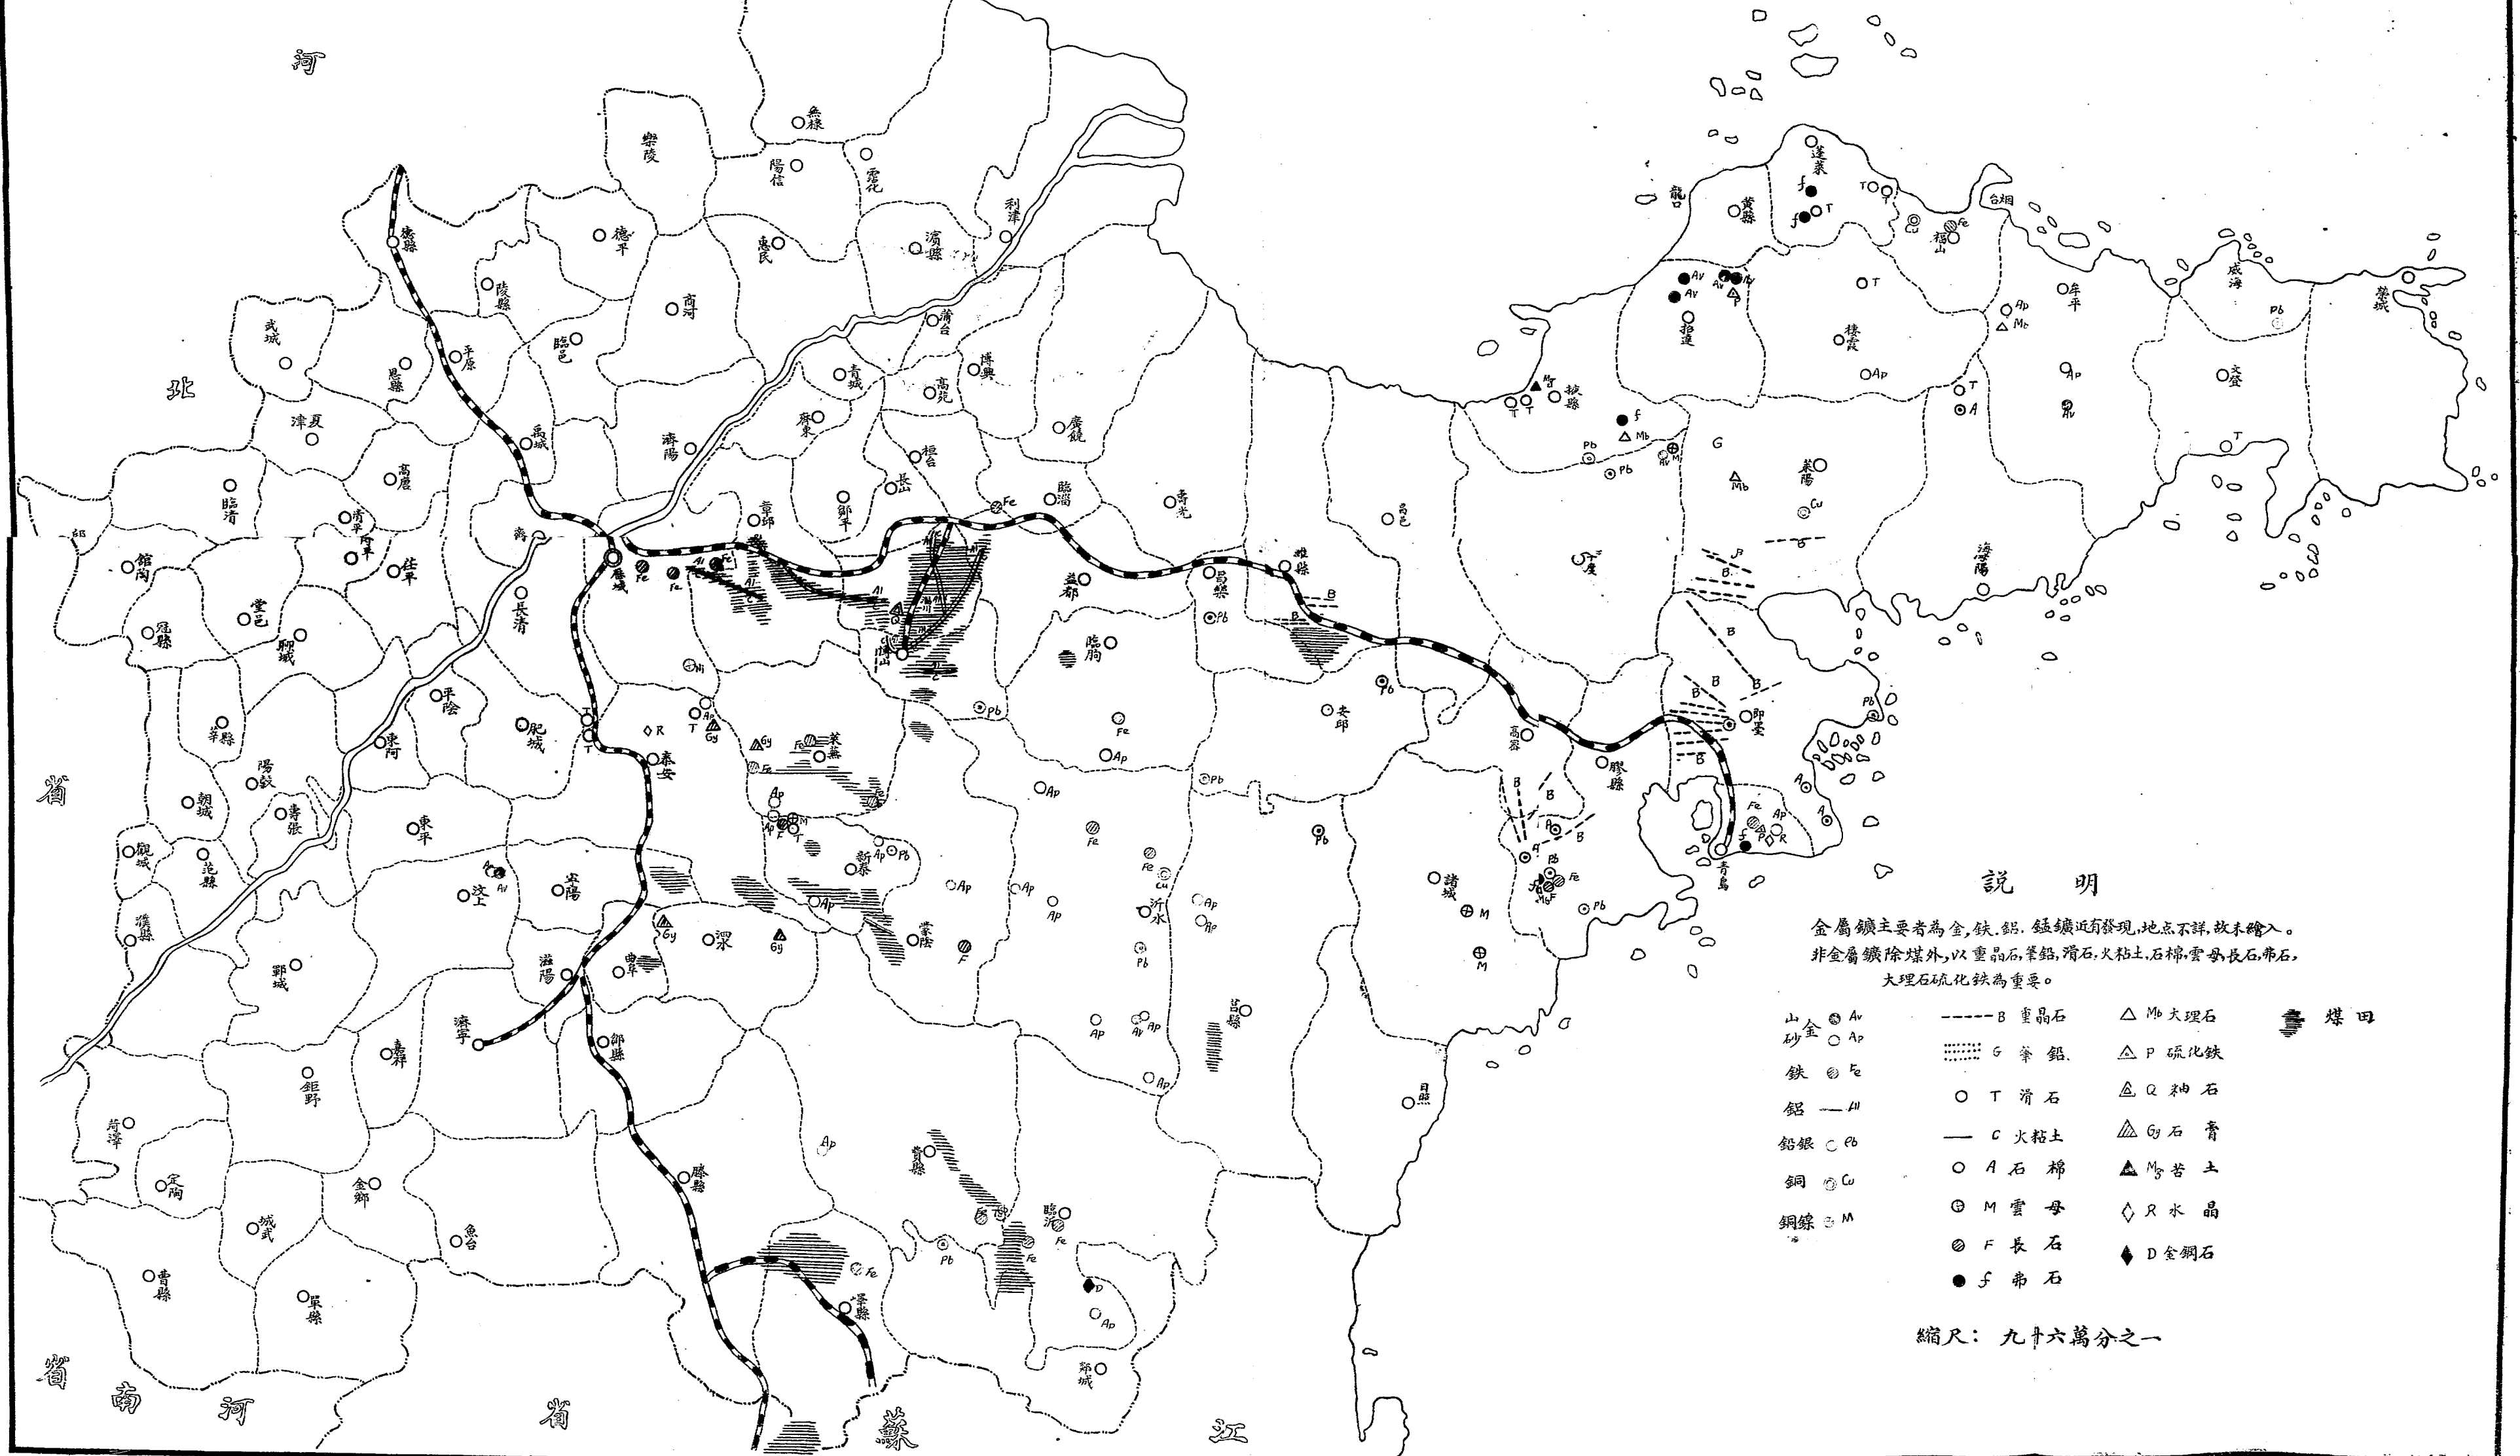 河
北
省
省
南
河
省
蘇
江
樂陵
無棣
陽信
霑化
利津
德縣
德平
惠民
濱縣
陵縣
商河
武城
恩縣
平原
臨邑
蒲台
青城
高苑
博興
夏津
禹城
濟陽
齊東
桓台
廣饒
高唐
臨清
清平
章邱
鄒平
長山
臨淄
壽光
昌邑
館陶
茌平
歷城
長清
益都
昌樂
濰縣
冠縣
堂邑
聊城
博山
臨朐
平陰
肥城
東阿
莘縣
泰安
萊蕪
安邱
高密
膠縣
即墨
陽穀
朝城
壽張
東平
觀城
范縣
濮縣
汶上
寧陽
新泰
蒙陰
沂水
諸城
青島
鄆城
滋陽
曲阜
濟寧
鄒縣
嘉祥
鉅野
莒縣
日照
菏澤
定陶
金鄉
城武
魚台
滕縣
費縣
臨沂
曹縣
單縣
嶧縣
郯城
蓬萊
龍口
黃縣
烟台
福山
招遠
棲霞
牟平
威海
榮城
文登
掖縣
萊陽
海陽
説 明
金屬鑛主要者為金,鉄.鋁.錳鑛近有發現,地点不詳,故未繪入。
非金屬鑛除煤外,以重晶石,筆鉛,滑石,火粘土,石棉,雲母,長石,弗石,
大理石硫化鉄為重要。
山金 Av
砂金 Ap
鉄 Fe
鋁 Al
鉛銀 Pb
銅 Cu
銅鎳 M
B 重晶石
G 筆鉛.
T 滑石
C 火粘土
A 石棉
M 雲母
F 長石
f 弗石
Mb 大理石
P 硫化鉄
Q 釉石
Gy 石膏
Mg 苦土
R 水晶
D 金鋼石
煤田
縮尺：九十六萬分之一